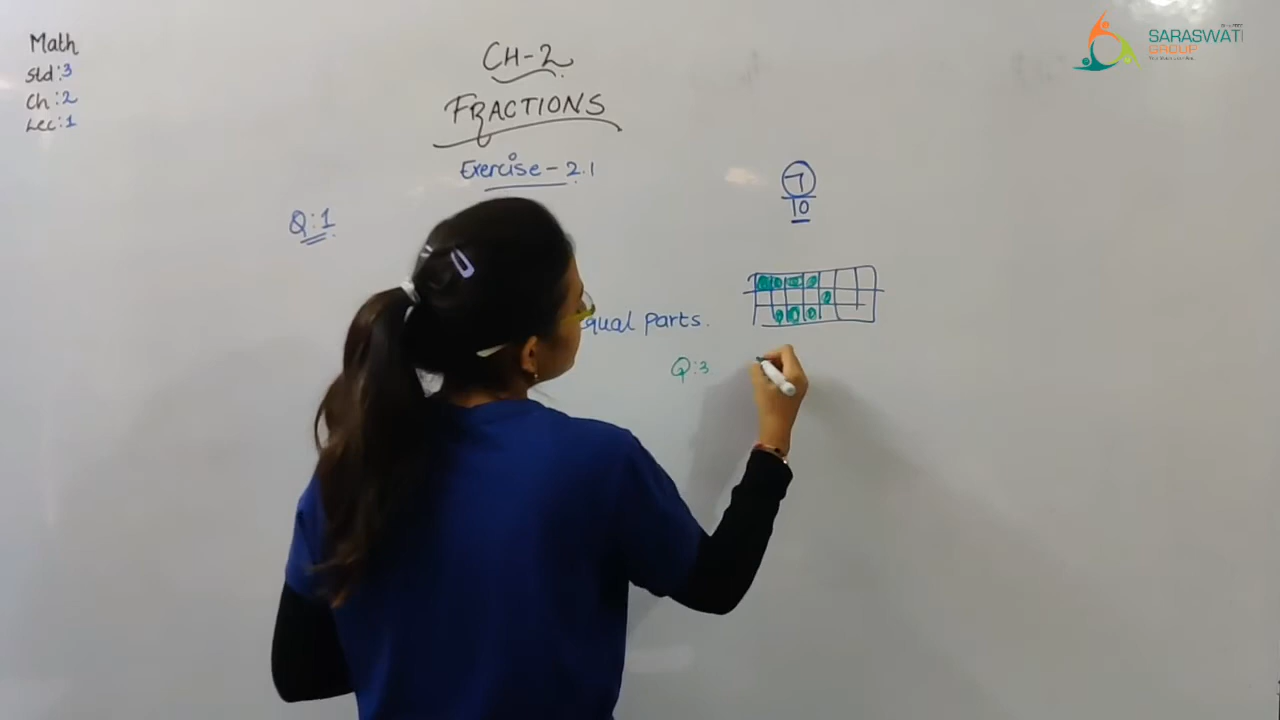 Math
Std:3
Ch:2
Lec:1
CH-2
FRACTIONS
Exercise-2.1
Q:1
7
10
equal parts.
Q:3
SARASWATI
GROUP